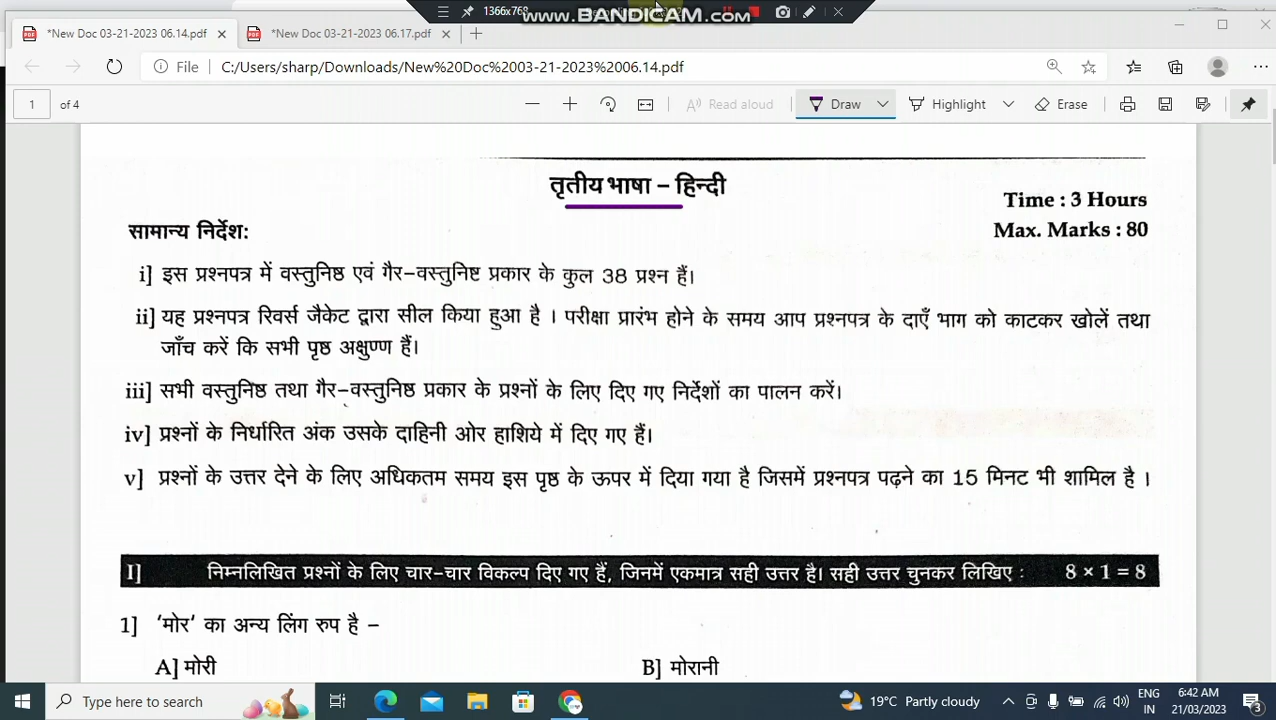 1366x768
www.BANDICAM.com
*New Doc 03-21-2023 06.14.pdf
*New Doc 03-21-2023 06.17.pdf
File C:/Users/sharp/Downloads/New%20Doc%2003-21-2023%2006.14.pdf
1 of 4 Read aloud Draw Highlight Erase
तृतीय भाषा – हिन्दी
Time : 3 Hours
सामान्य निर्देश: Max. Marks : 80
i] इस प्रश्नपत्र में वस्तुनिष्ठ एवं गैर–वस्तुनिष्ट प्रकार के कुल 38 प्रश्न हैं।
ii] यह प्रश्नपत्र रिवर्स जैकेट द्वारा सील किया हुआ है । परीक्षा प्रारंभ होने के समय आप प्रश्नपत्र के दाएँ भाग को काटकर खोलें तथा
जाँच करें कि सभी पृष्ठ अक्षुण्ण हैं।
iii] सभी वस्तुनिष्ठ तथा गैर–वस्तुनिष्ठ प्रकार के प्रश्नों के लिए दिए गए निर्देशों का पालन करें।
iv] प्रश्नों के निर्धारित अंक उसके दाहिनी ओर हाशिये में दिए गए हैं।
v] प्रश्नों के उत्तर देने के लिए अधिकतम समय इस पृष्ठ के ऊपर में दिया गया है जिसमें प्रश्नपत्र पढ़ने का 15 मिनट भी शामिल है ।
I] निम्नलिखित प्रश्नों के लिए चार–चार विकल्प दिए गए हैं, जिनमें एकमात्र सही उत्तर है। सही उत्तर चुनकर लिखिए : 8 × 1 = 8
1] ‘मोर’ का अन्य लिंग रुप है –
A] मोरी B] मोरानी
Type here to search 19°C Partly cloudy ENG 6:42 AM
IN 21/03/2023 3